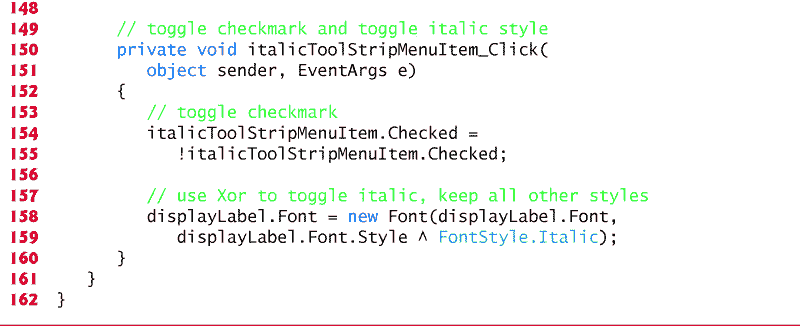 148
149 // toggle checkmark and toggle italic style
150 private void italicToolStripMenuItem_Click(
151 object sender, EventArgs e)
152 {
153 // toggle checkmark
154 italicToolStripMenuItem.Checked =
155 !italicToolStripMenuItem.Checked;
156
157 // use Xor to toggle italic, keep all other styles
158 displayLabel.Font = new Font(displayLabel.Font,
159 displayLabel.Font.Style ^ FontStyle.Italic);
160 }
161 }
162 }